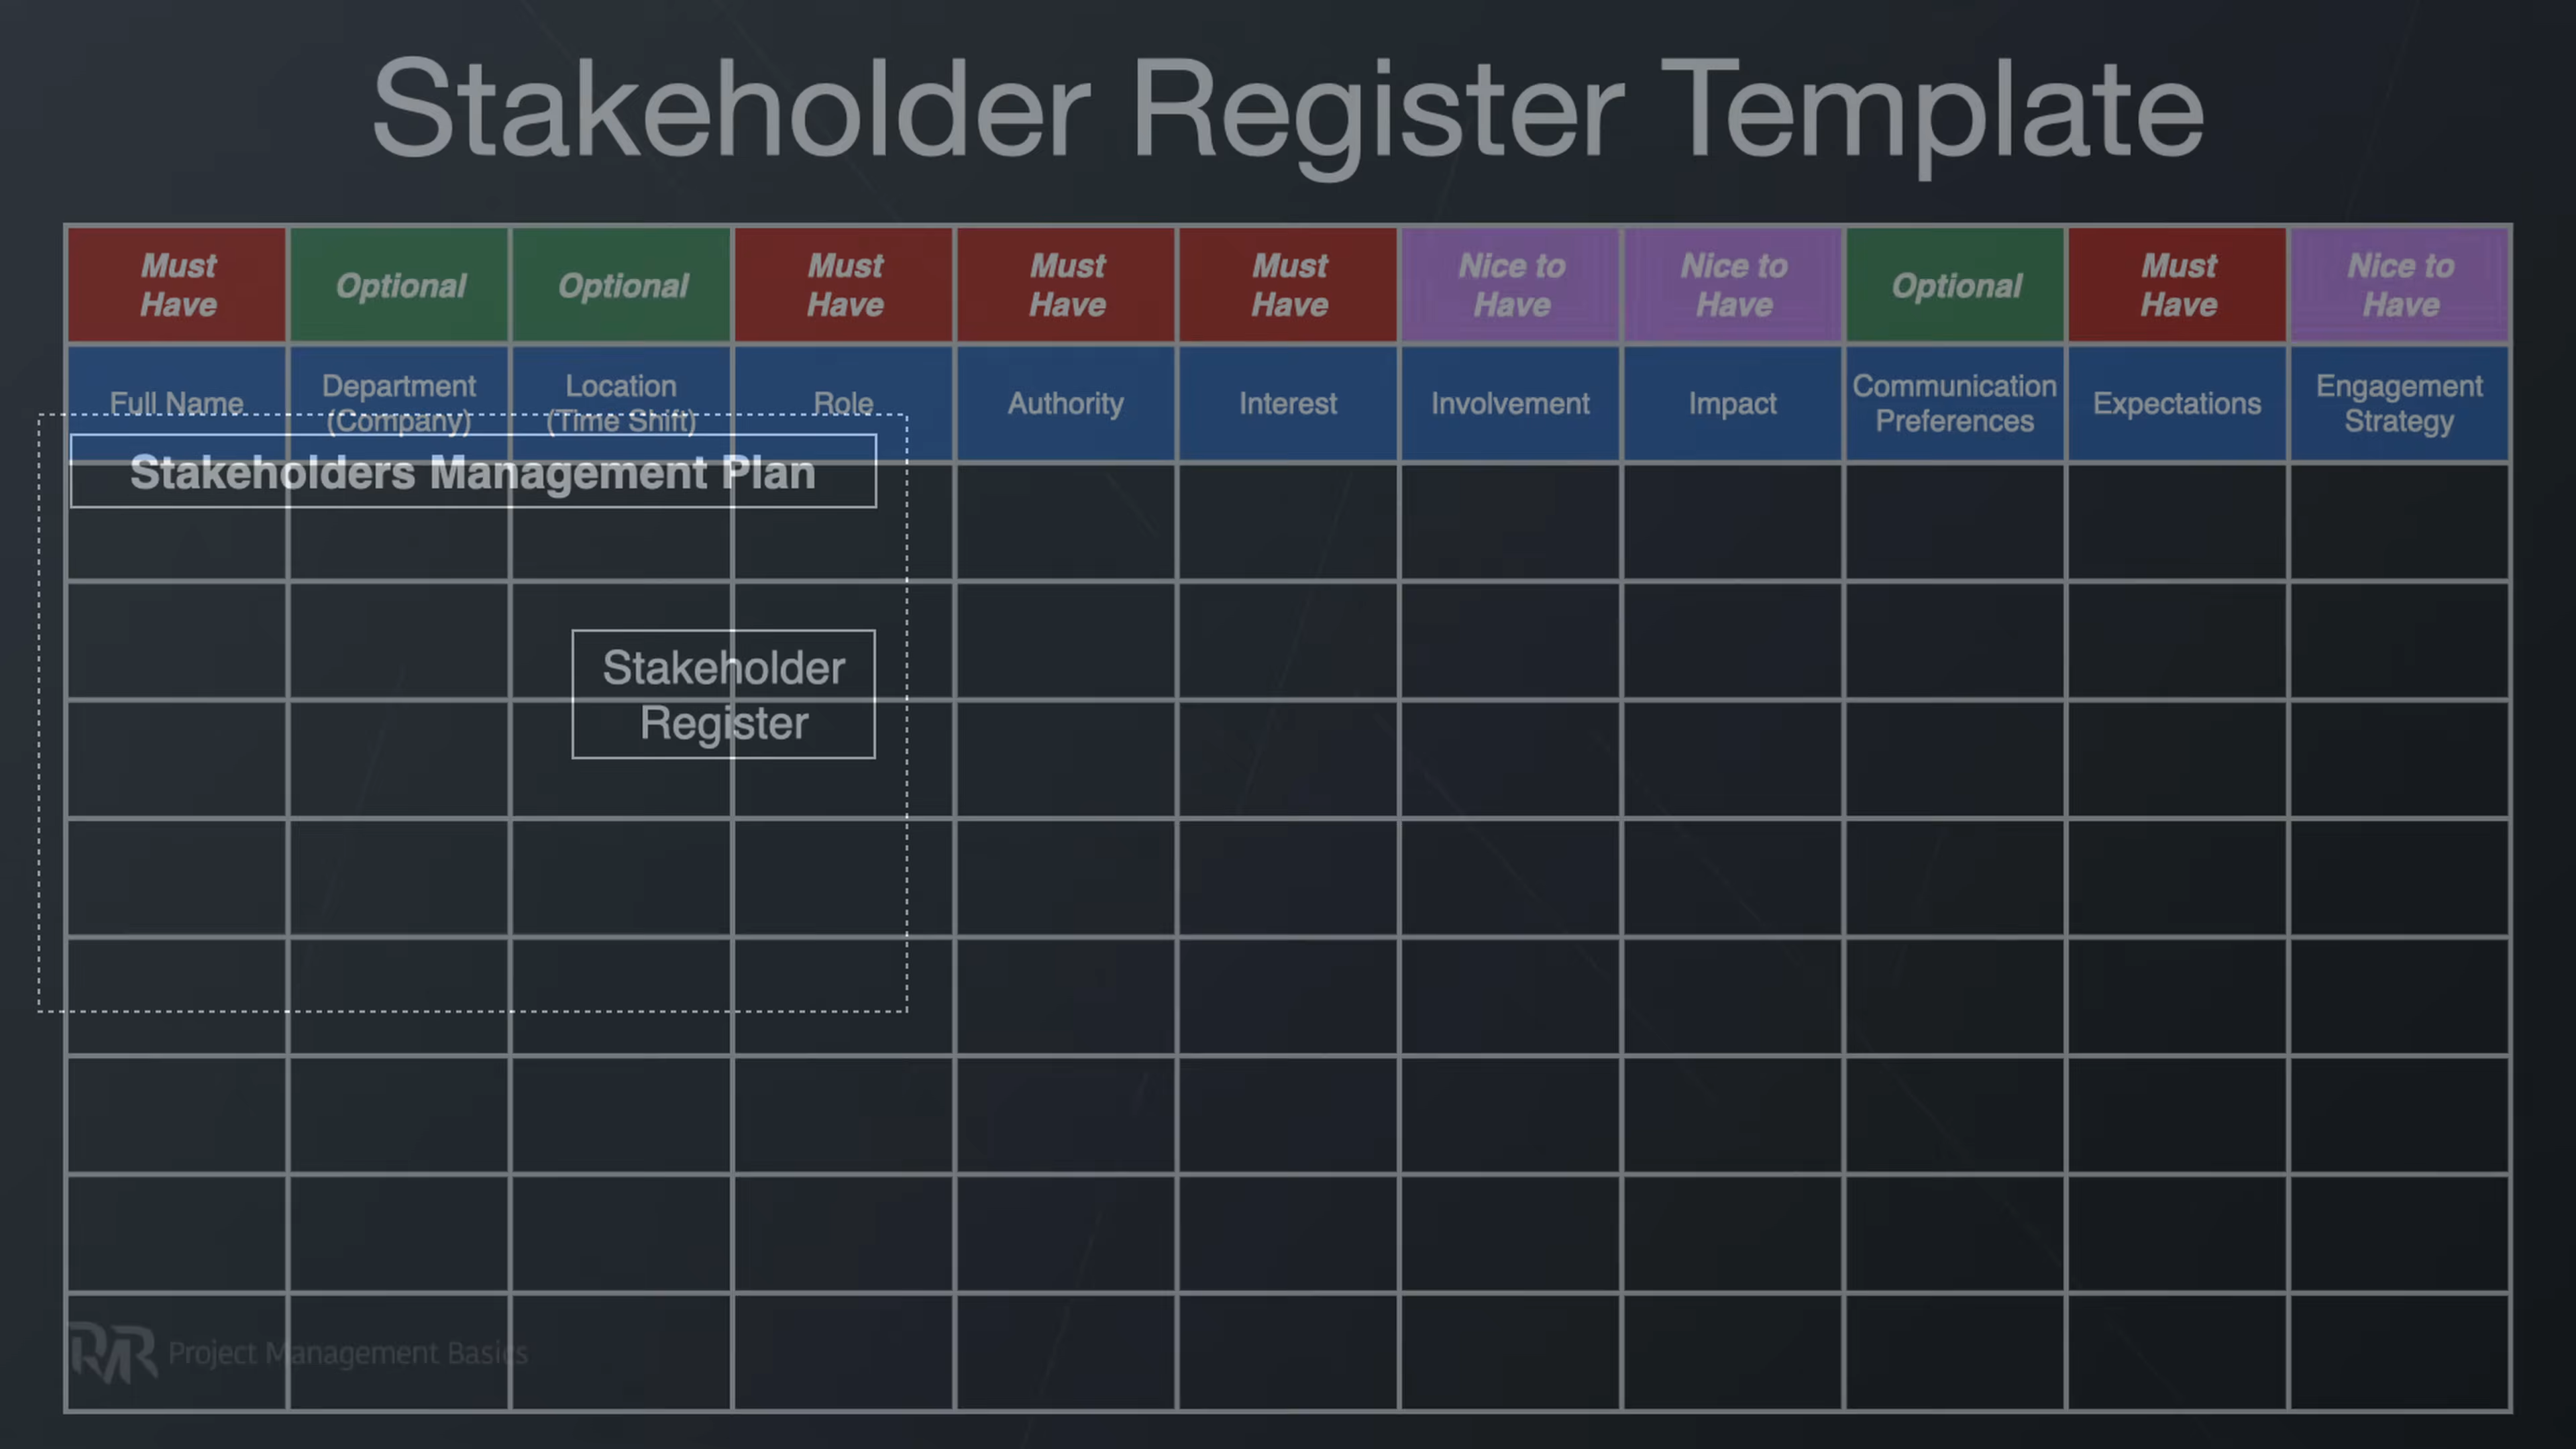 Stakeholder Register Template
Must
Have
Optional
Optional
Must
Have
Must
Have
Must
Have
Nice to
Have
Nice to
Have
Optional
Must
Have
Nice to
Have
Full Name
Department
(Company)
Location
(Time Shift)
Role
Authority
Interest
Involvement
Impact
Communication
Preferences
Expectations
Engagement
Strategy
Stakeholders Management Plan
Stakeholder
Register
PMR Project Management Basics